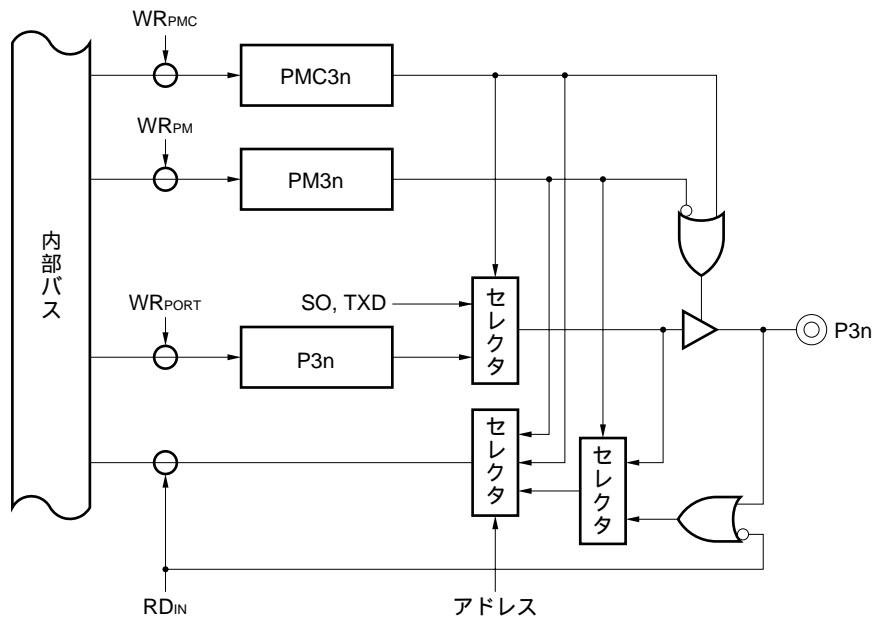 WRPMC
PMC3n
WRPM
PM3n
内部バス
WRPORT
SO, TXD
セレクタ
P3n
P3n
セレクタ
セレクタ
RDIN
アドレス